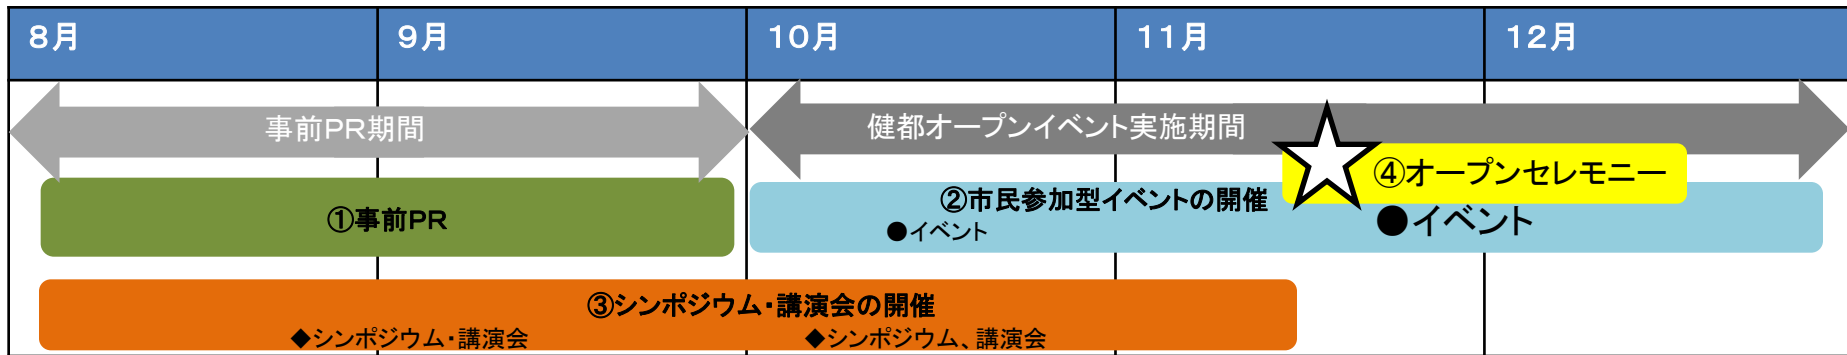 ８月
９月
１０月
１１月
１２月
事前PR期間
健都オープンイベント実施期間
④オープンセレモニー
①事前PR
②市民参加型イベントの開催
●イベント
●イベント
③シンポジウム・講演会の開催
◆シンポジウム・講演会
◆シンポジウム、講演会